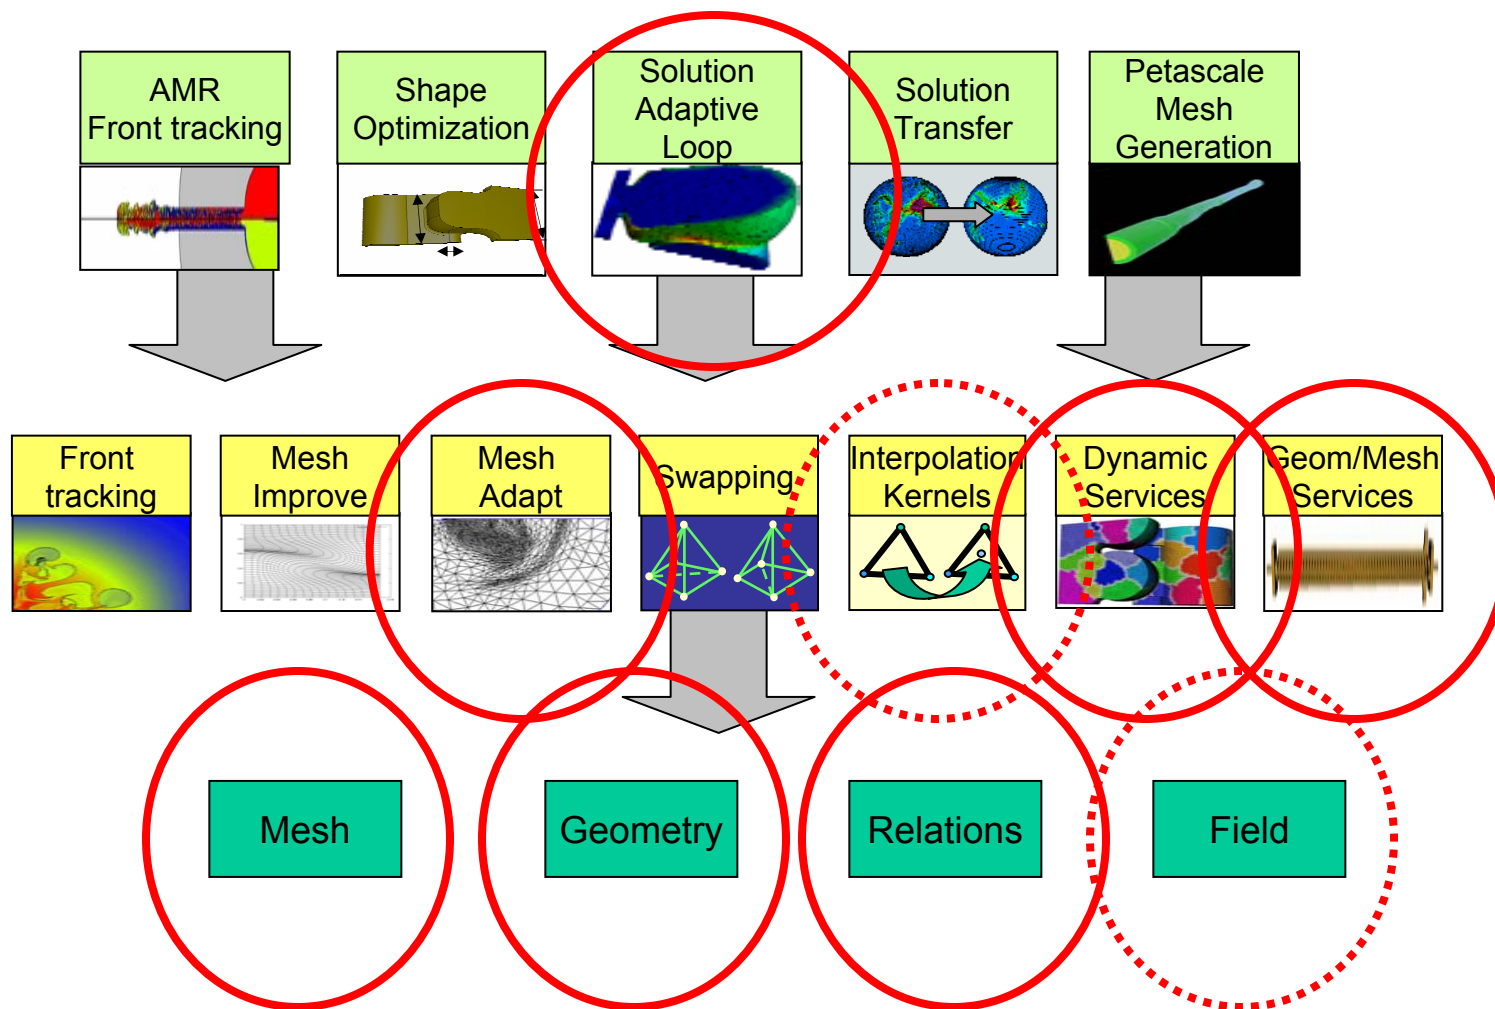 AMR
Front tracking
Shape
Optimization
Solution
Adaptive
Loop
Solution
Transfer
Petascale
Mesh
Generation
Front
tracking
Mesh
Improve
Mesh
Adapt
Swapping
Interpolation
Kernels
Dynamic
Services
Geom/Mesh
Services
Mesh
Geometry
Relations
Field